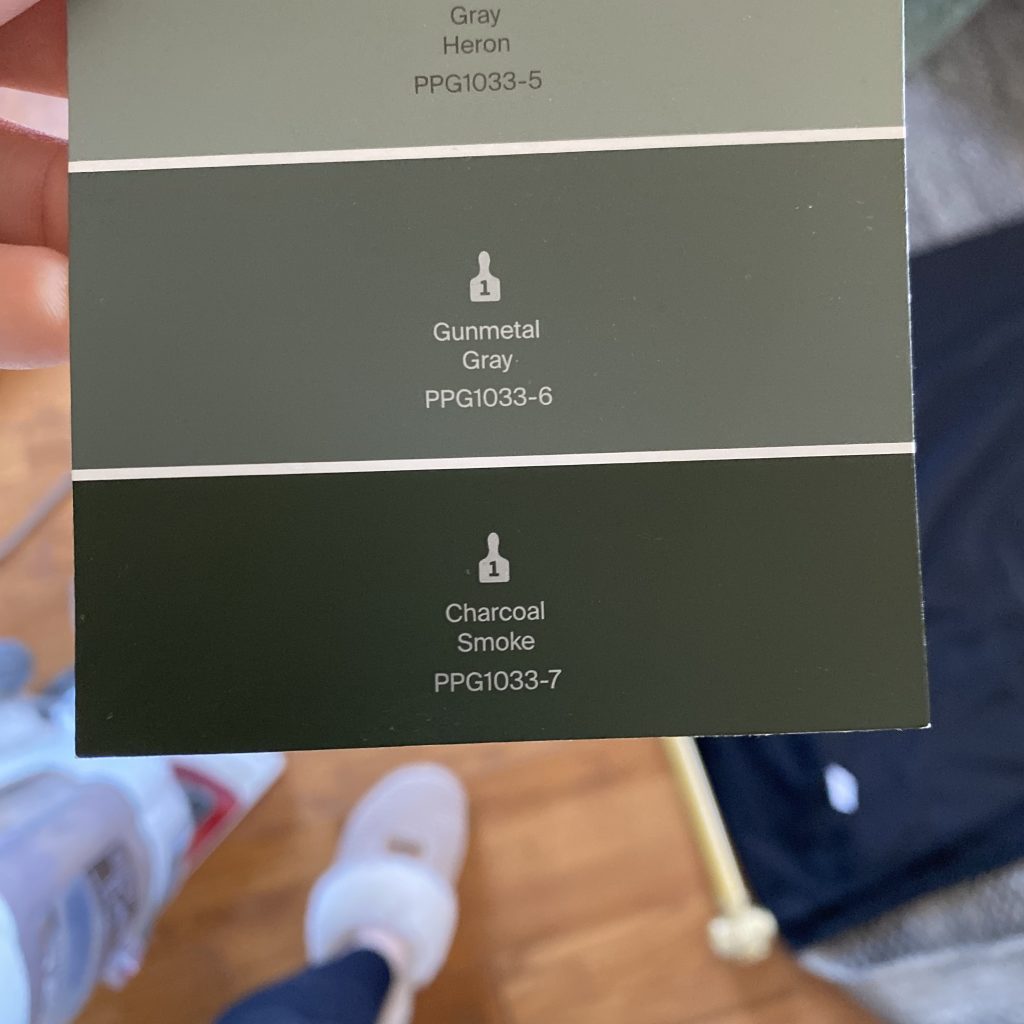 Gray
Heron
PPG1033-5
1
Gunmetal
Gray
PPG1033-6
1
Charcoal
Smoke
PPG1033-7